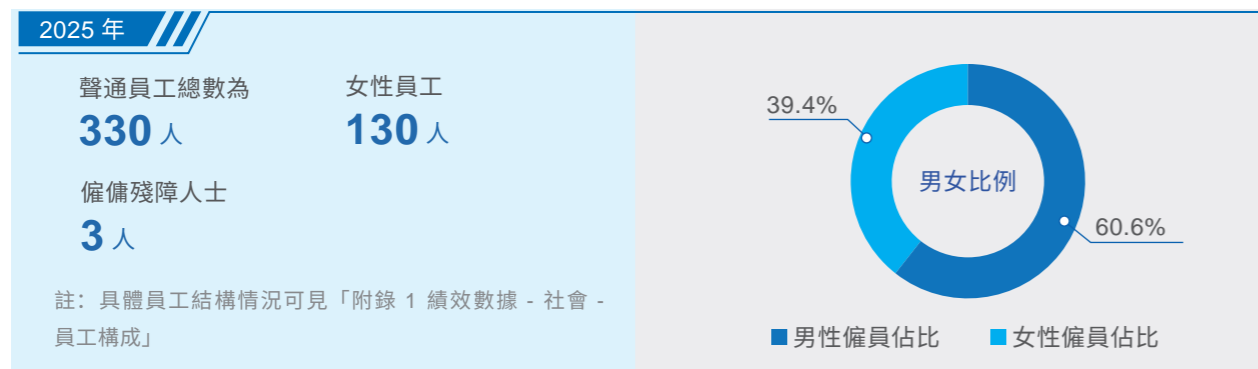 2025 年
聲通員工總數為
330 人
女性員工
130 人
僱傭殘障人士
3 人
註：具體員工結構情況可見「附錄 1 績效數據 - 社會 -
員工構成」
39.4%
男女比例
60.6%
男性僱員佔比
女性僱員佔比